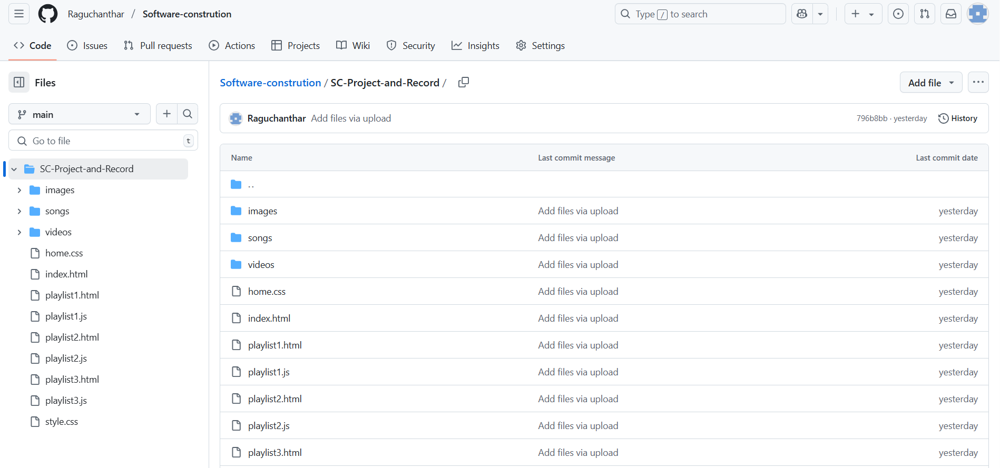 Raguchanthar / Software-constrution
Type / to search
Code Issues Pull requests Actions Projects Wiki Security Insights Settings
Files
main
Go to file t
SC-Project-and-Record
images
songs
videos
home.css
index.html
playlist1.html
playlist1.js
playlist2.html
playlist2.js
playlist3.html
playlist3.js
style.css
Software-constrution / SC-Project-and-Record /
Add file
Raguchanthar Add files via upload 796b8bb · yesterday History
Name Last commit message Last commit date
..
images Add files via upload yesterday
songs Add files via upload yesterday
videos Add files via upload yesterday
home.css Add files via upload yesterday
index.html Add files via upload yesterday
playlist1.html Add files via upload yesterday
playlist1.js Add files via upload yesterday
playlist2.html Add files via upload yesterday
playlist2.js Add files via upload yesterday
playlist3.html Add files via upload yesterday